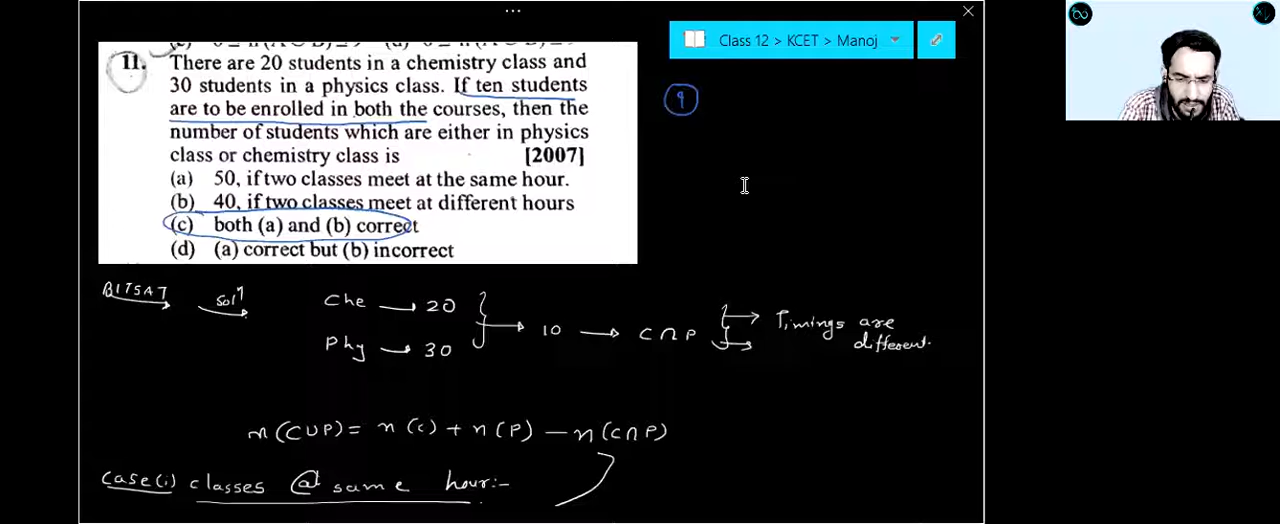 Class 12 > KCET > Manoj
11. There are 20 students in a chemistry class and
30 students in a physics class. If ten students
are to be enrolled in both the courses, then the
number of students which are either in physics
class or chemistry class is [2007]
(a) 50, if two classes meet at the same hour.
(b) 40, if two classes meet at different hours
(c) both (a) and (b) correct
(d) (a) correct but (b) incorrect
9
BITSAT solⁿ
Che → 20
Phy → 30
10 → C∩P
Timings are
different.
n(C∪P) = n(C) + n(P) − n(C∩P)
Case(i) classes @ same hour:-